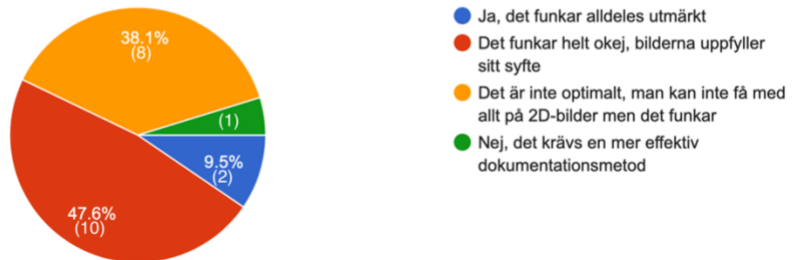 38.1%
(8)
(1)
9.5%
(2)
47.6%
(10)
Ja, det funkar alldeles utmärkt
Det funkar helt okej, bilderna uppfyller
sitt syfte
Det är inte optimalt, man kan inte få med
allt på 2D-bilder men det funkar
Nej, det krävs en mer effektiv
dokumentationsmetod